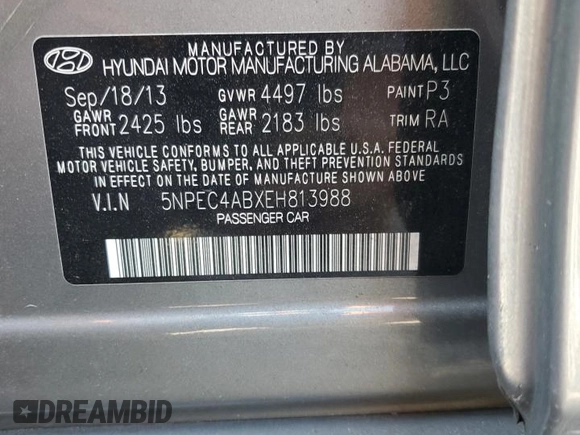 MANUFACTURED BY
HYUNDAI MOTOR MANUFACTURING ALABAMA, LLC
Sep/18/13 GVWR 4497 lbs PAINT P3
GAWR FRONT 2425 lbs GAWR REAR 2183 lbs TRIM RA
THIS VEHICLE CONFORMS TO ALL APPLICABLE U.S.A. FEDERAL
MOTOR VEHICLE SAFETY, BUMPER, AND THEFT PREVENTION STANDARDS
IN EFFECT ON THE DATE OF MANUFACTURE SHOWN ABOVE
V.I.N 5NPEC4ABXEH813988
PASSENGER CAR
DREAMBID